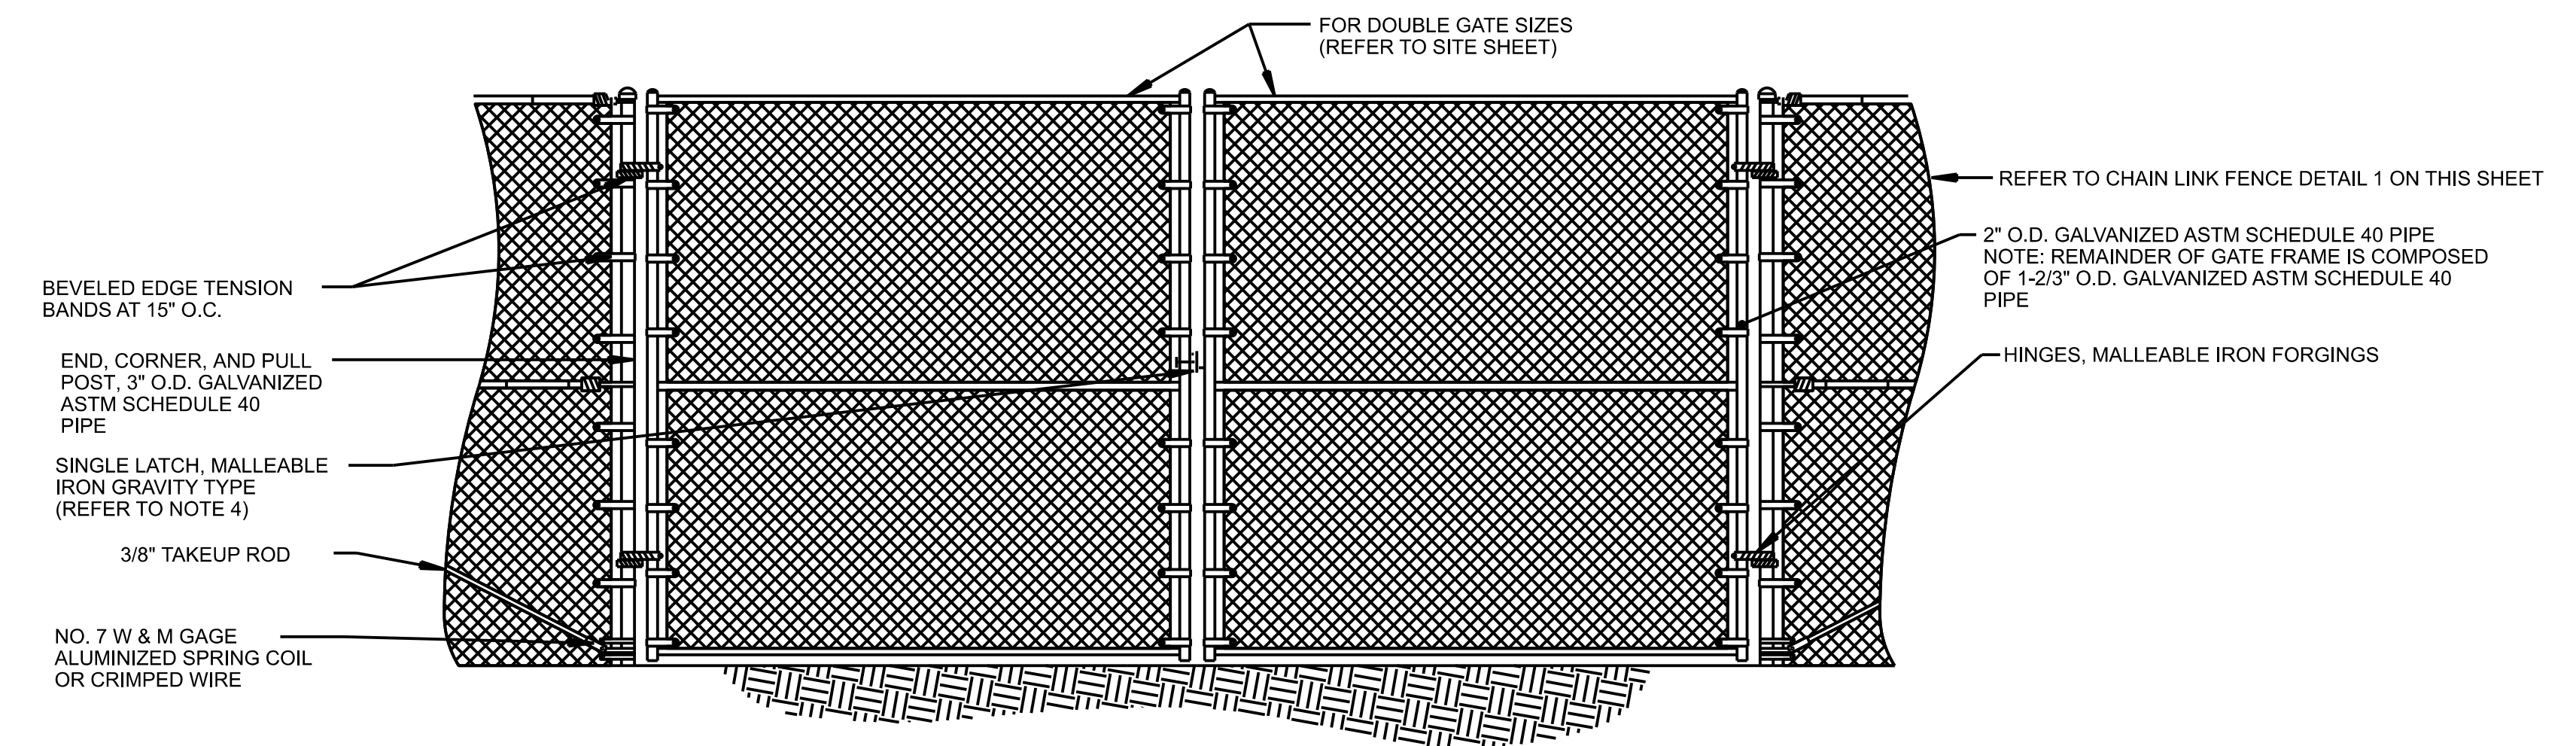 FOR DOUBLE GATE SIZES
(REFER TO SITE SHEET)
REFER TO CHAIN LINK FENCE DETAIL 1 ON THIS SHEET
2" O.D. GALVANIZED ASTM SCHEDULE 40 PIPE
NOTE: REMAINDER OF GATE FRAME IS COMPOSED
OF 1-2/3" O.D. GALVANIZED ASTM SCHEDULE 40
PIPE
HINGES, MALLEABLE IRON FORGINGS
BEVELED EDGE TENSION
BANDS AT 15" O.C.
END, CORNER, AND PULL
POST, 3" O.D. GALVANIZED
ASTM SCHEDULE 40
PIPE
SINGLE LATCH, MALLEABLE
IRON GRAVITY TYPE
(REFER TO NOTE 4)
3/8" TAKEUP ROD
NO. 7 W & M GAGE
ALUMINIZED SPRING COIL
OR CRIMPED WIRE